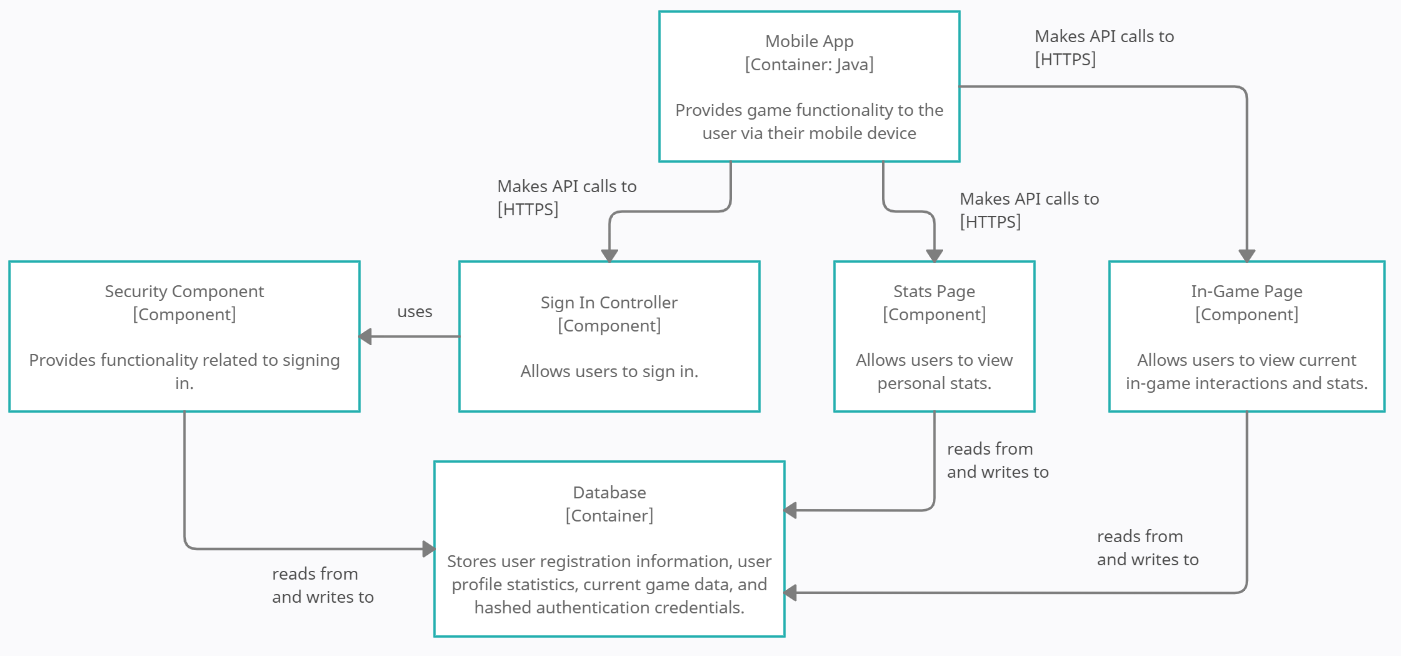 Mobile App
[Container: Java]
Provides game functionality to the
user via their mobile device
Makes API calls to
[HTTPS]
Makes API calls to
[HTTPS]
Makes API calls to
[HTTPS]
Security Component
[Component]
Provides functionality related to signing
in.
uses
Sign In Controller
[Component]
Allows users to sign in.
Stats Page
[Component]
Allows users to view
personal stats.
In-Game Page
[Component]
Allows users to view current
in-game interactions and stats.
reads from
and writes to
Database
[Container]
Stores user registration information, user
profile statistics, current game data, and
hashed authentication credentials.
reads from
and writes to
reads from
and writes to